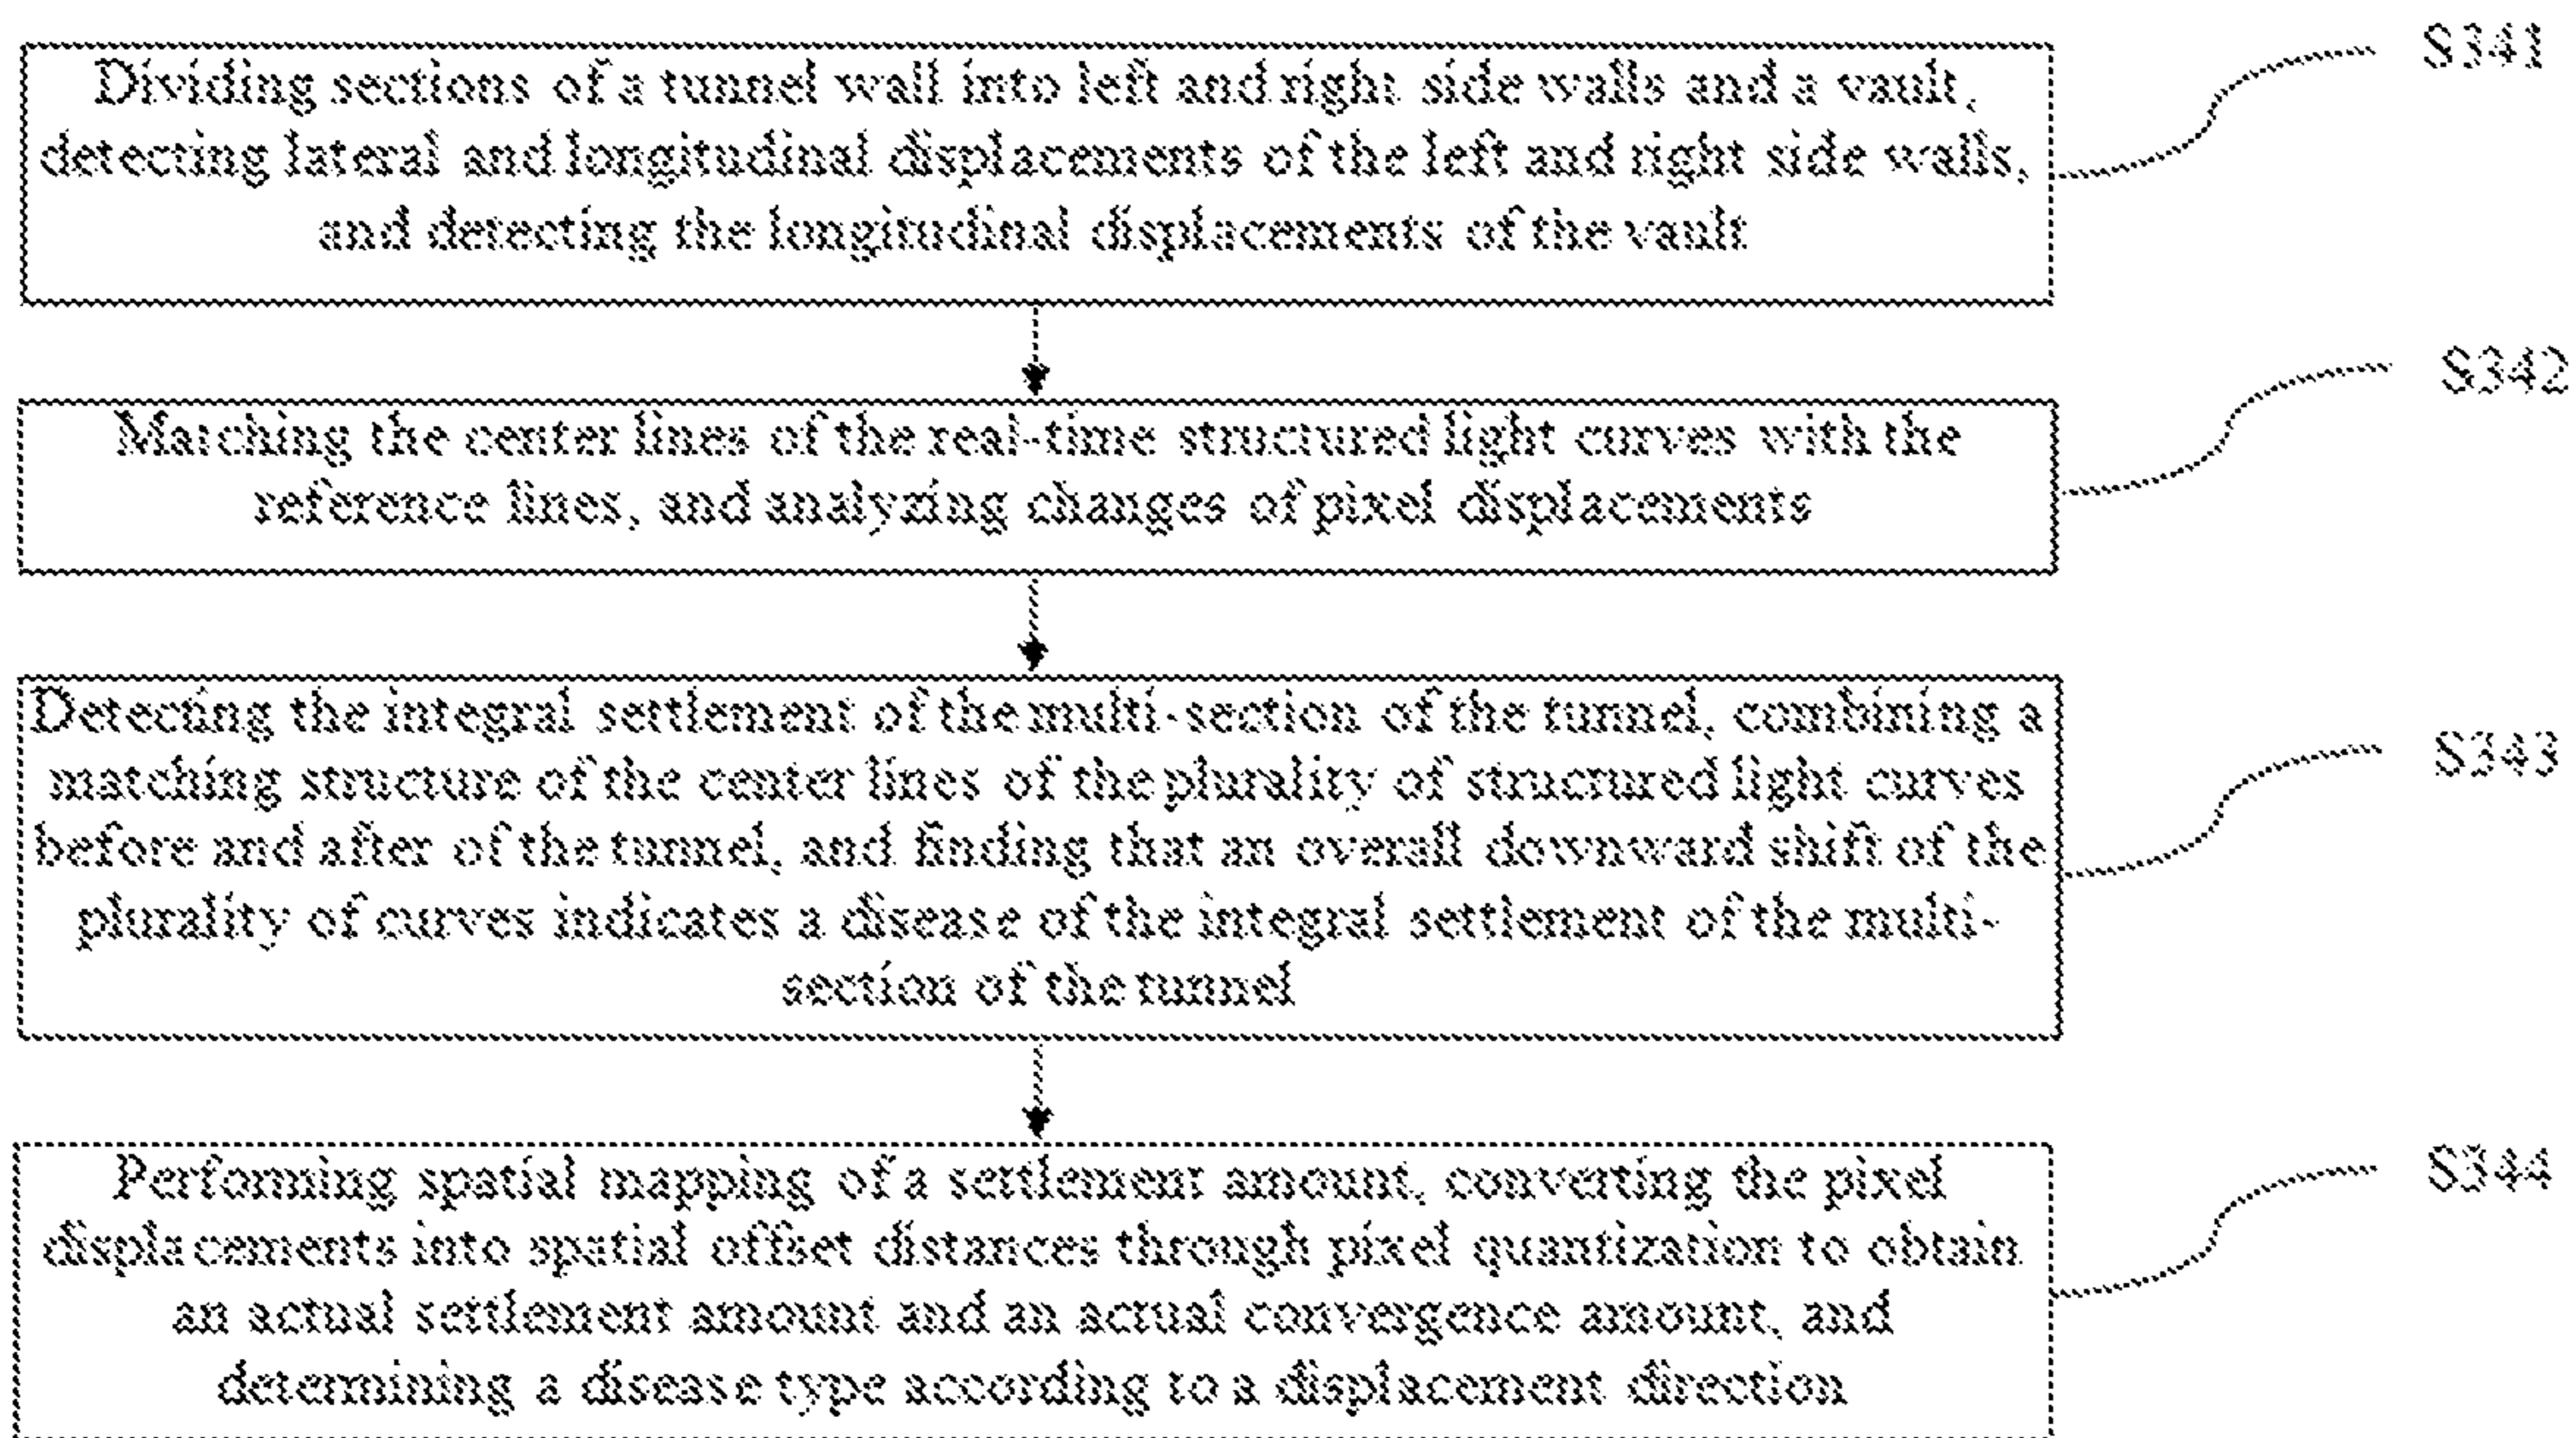 S341
Dividing sections of a tunnel wall into left and right side walls and a vault,
detecting lateral and longitudinal displacements of the left and right side walls,
and detecting the longitudinal displacements of the vault
S342
Matching the center lines of the real-time structured light curves with the
reference lines, and analyzing changes of pixel displacements
S343
Detecting the integral settlement of the multi-section of the tunnel, combining a
matching structure of the center lines of the plurality of structured light curves
before and after of the tunnel, and finding that an overall downward shift of the
plurality of curves indicates a disease of the integral settlement of the multi-
section of the tunnel
S344
Performing spatial mapping of a settlement amount, converting the pixel
displacements into spatial offset distances through pixel quantization to obtain
an actual settlement amount and an actual convergence amount, and
determining a disease type according to a displacement direction